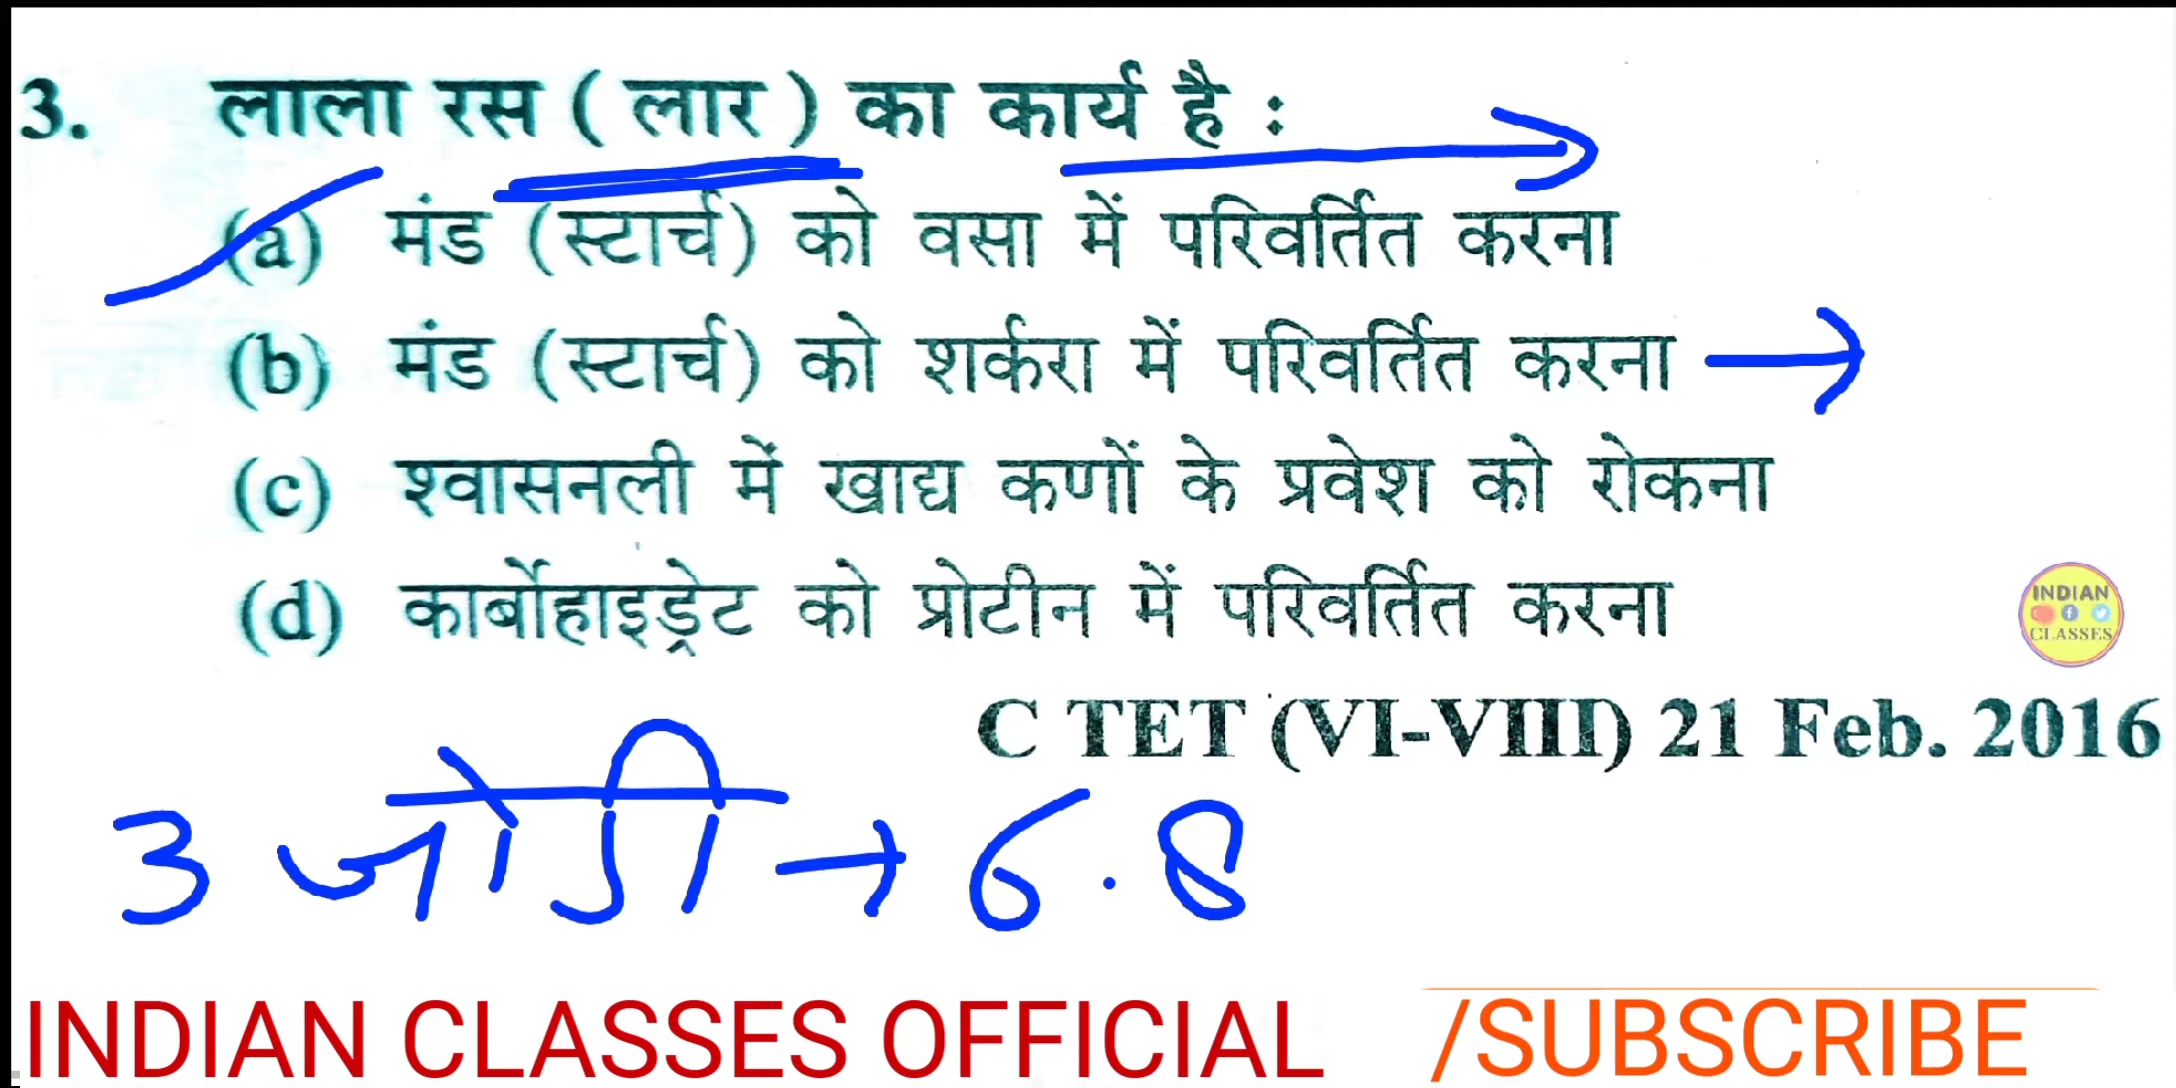 3. लाला रस ( लार ) का कार्य है :
(a) मंड (स्टार्च) को वसा में परिवर्तित करना
(b) मंड (स्टार्च) को शर्करा में परिवर्तित करना
(c) श्वासनली में खाद्य कणों के प्रवेश को रोकना
(d) कार्बोहाइड्रेट को प्रोटीन में परिवर्तित करना
INDIAN
CLASSES
C TET (VI-VIII) 21 Feb. 2016
3 जोड़ी → 6.8
INDIAN CLASSES OFFICIAL /SUBSCRIBE